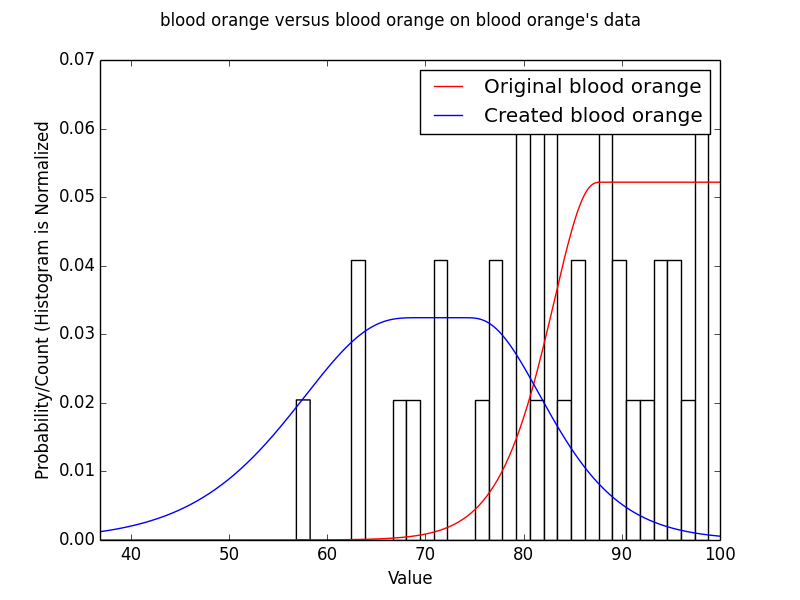 blood orange versus blood orange on blood orange's data
0.07
0.06
0.05
0.04
0.03
0.02
0.01
0.00
Probability/Count (Histogram is Normalized
Original blood orange
Created blood orange
40 50 60 70 80 90 100
Value